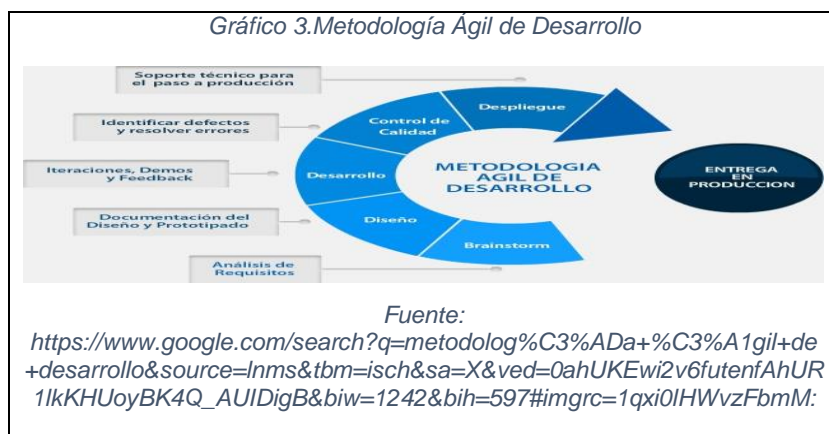 Gráfico 3.Metodología Ágil de Desarrollo
Soporte técnico para
el paso a producción
Despliegue
Identificar defectos
y resolver errores
Control de
Calidad
Iteraciones, Demos
y Feedback
Desarrollo
METODOLOGIA
AGIL DE
DESARROLLO
ENTREGA
EN
PRODUCCION
Documentación del
Diseño y Prototipado
Diseño
Análisis de
Requisitos
Brainstorm
Fuente:
https://www.google.com/search?q=metodolog%C3%ADa+%C3%A1gil+de
+desarrollo&source=lnms&tbm=isch&sa=X&ved=0ahUKEwi2v6futenfAhUR
1lkKHUoyBK4Q_AUIDigB&biw=1242&bih=597#imgrc=1qxi0lHWvzFbmM: